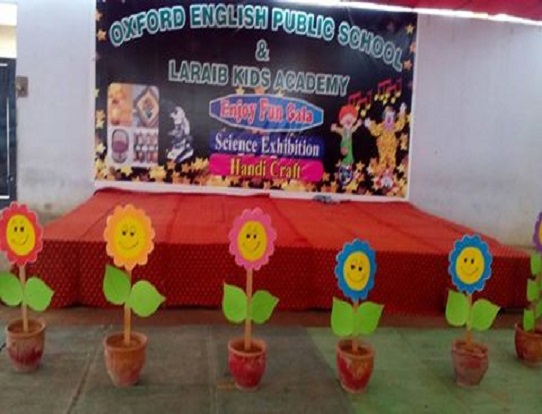 OXFORD ENGLISH PUBLIC SCHOOL
&
LARAIB KIDS ACADEMY
Enjoy Fun Gala
Science Exhibition
Handi Craft